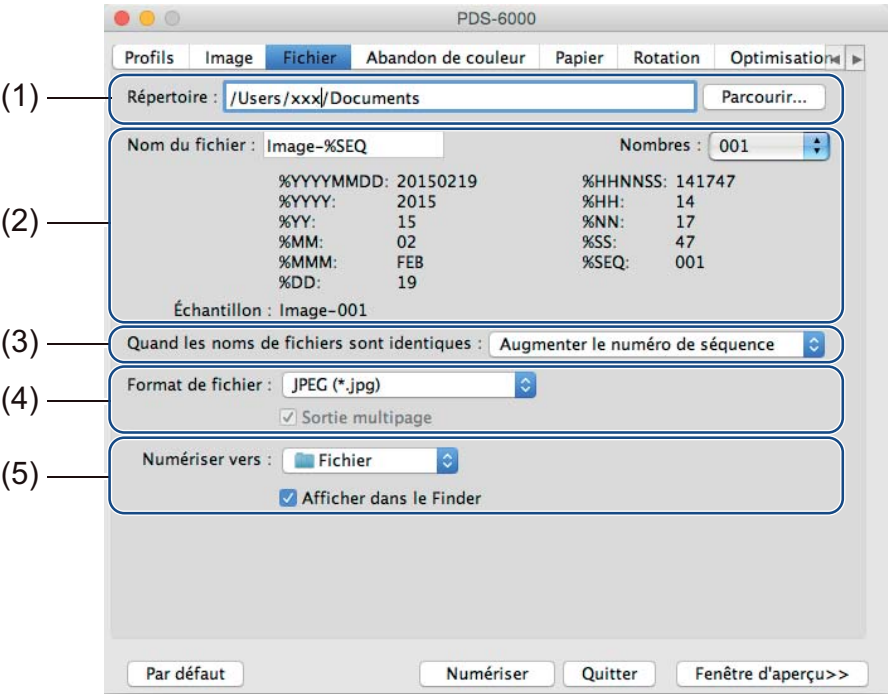 PDS-6000
Profils Image Fichier Abandon de couleur Papier Rotation Optimisation
(1) Répertoire : /Users/xxx/Documents Parcourir...
Nom du fichier : Image-%SEQ Nombres : 001
%YYYYMMDD: 20150219 %HHNNSS: 141747
%YYYY: 2015 %HH: 14
(2) %YY: 15 %NN: 17
%MM: 02 %SS: 47
%MMM: FEB %SEQ: 001
%DD: 19
Échantillon : Image-001
(3) Quand les noms de fichiers sont identiques : Augmenter le numéro de séquence
(4) Format de fichier : JPEG (*.jpg)
Sortie multipage
(5) Numériser vers : Fichier
Afficher dans le Finder
Par défaut Numériser Quitter Fenêtre d'aperçu>>